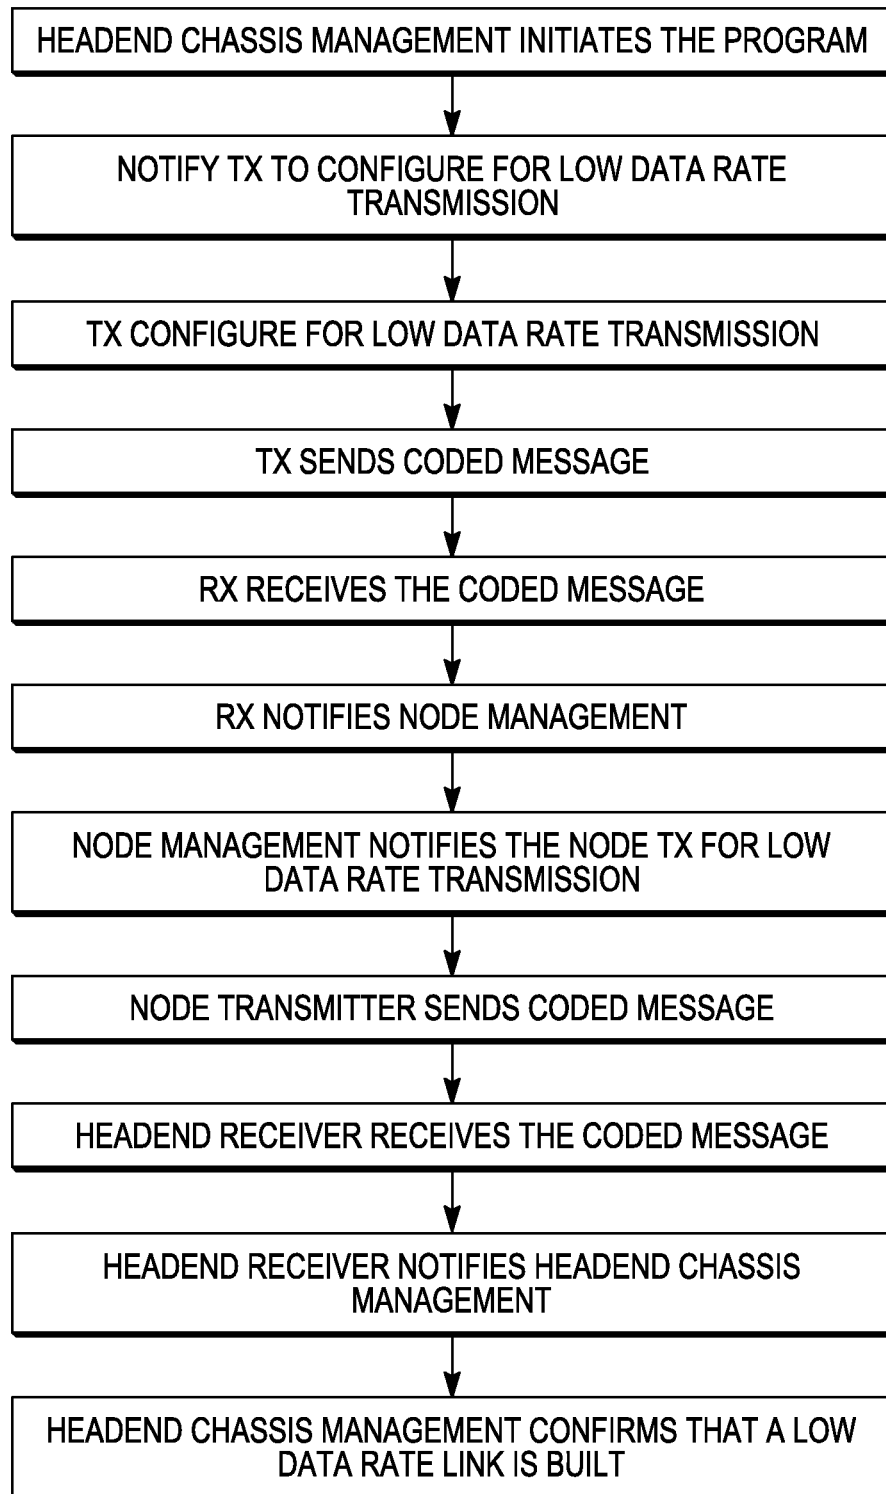 HEADEND CHASSIS MANAGEMENT INITIATES THE PROGRAM
NOTIFY TX TO CONFIGURE FOR LOW DATA RATE
TRANSMISSION
TX CONFIGURE FOR LOW DATA RATE TRANSMISSION
TX SENDS CODED MESSAGE
RX RECEIVES THE CODED MESSAGE
RX NOTIFIES NODE MANAGEMENT
NODE MANAGEMENT NOTIFIES THE NODE TX FOR LOW
DATA RATE TRANSMISSION
NODE TRANSMITTER SENDS CODED MESSAGE
HEADEND RECEIVER RECEIVES THE CODED MESSAGE
HEADEND RECEIVER NOTIFIES HEADEND CHASSIS
MANAGEMENT
HEADEND CHASSIS MANAGEMENT CONFIRMS THAT A LOW
DATA RATE LINK IS BUILT